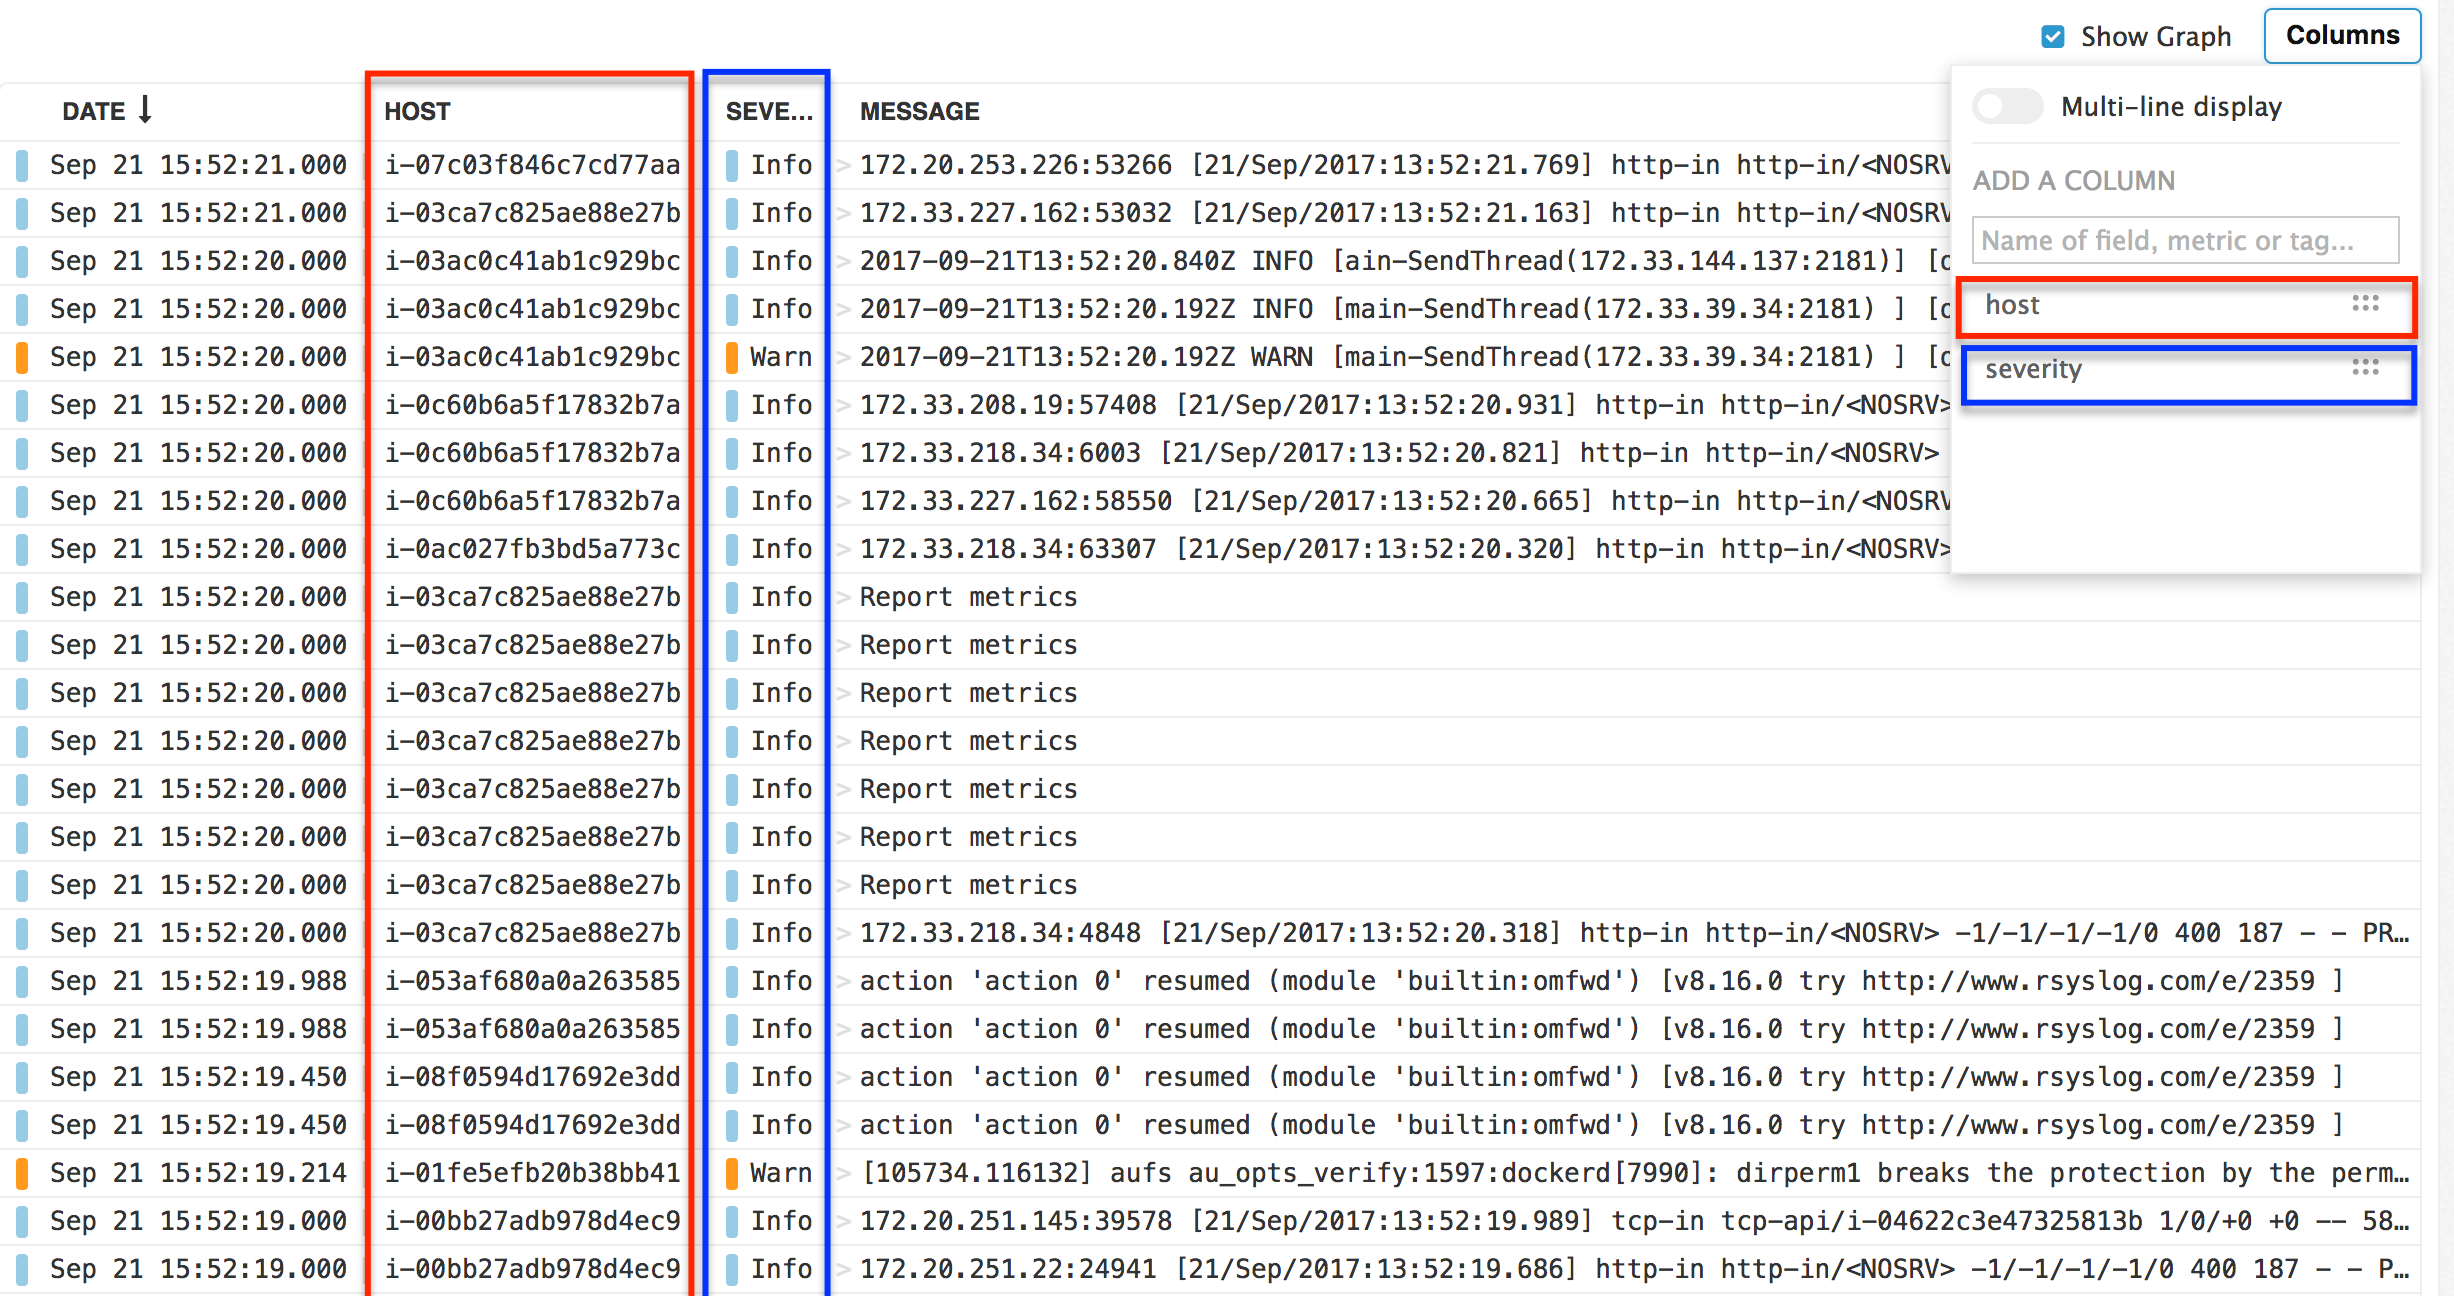 Show Graph Columns
DATE ↓ HOST SEVE... MESSAGE
Multi-line display
ADD A COLUMN
Name of field, metric or tag...
host
severity
Sep 21 15:52:21.000 i-07c03f846c7cd77aa Info > 172.20.253.226:53266 [21/Sep/2017:13:52:21.769] http-in http-in/<NOSRV
Sep 21 15:52:21.000 i-03ca7c825ae88e27b Info > 172.33.227.162:53032 [21/Sep/2017:13:52:21.163] http-in http-in/<NOSRV
Sep 21 15:52:20.000 i-03ac0c41ab1c929bc Info > 2017-09-21T13:52:20.840Z INFO [ain-SendThread(172.33.144.137:2181)] [o
Sep 21 15:52:20.000 i-03ac0c41ab1c929bc Info > 2017-09-21T13:52:20.192Z INFO [main-SendThread(172.33.39.34:2181) ] [o
Sep 21 15:52:20.000 i-03ac0c41ab1c929bc Warn > 2017-09-21T13:52:20.192Z WARN [main-SendThread(172.33.39.34:2181) ] [o
Sep 21 15:52:20.000 i-0c60b6a5f17832b7a Info > 172.33.208.19:57408 [21/Sep/2017:13:52:20.931] http-in http-in/<NOSRV>
Sep 21 15:52:20.000 i-0c60b6a5f17832b7a Info > 172.33.218.34:6003 [21/Sep/2017:13:52:20.821] http-in http-in/<NOSRV>
Sep 21 15:52:20.000 i-0c60b6a5f17832b7a Info > 172.33.227.162:58550 [21/Sep/2017:13:52:20.665] http-in http-in/<NOSRV
Sep 21 15:52:20.000 i-0ac027fb3bd5a773c Info > 172.33.218.34:63307 [21/Sep/2017:13:52:20.320] http-in http-in/<NOSRV>
Sep 21 15:52:20.000 i-03ca7c825ae88e27b Info > Report metrics
Sep 21 15:52:20.000 i-03ca7c825ae88e27b Info > Report metrics
Sep 21 15:52:20.000 i-03ca7c825ae88e27b Info > Report metrics
Sep 21 15:52:20.000 i-03ca7c825ae88e27b Info > Report metrics
Sep 21 15:52:20.000 i-03ca7c825ae88e27b Info > Report metrics
Sep 21 15:52:20.000 i-03ca7c825ae88e27b Info > Report metrics
Sep 21 15:52:20.000 i-03ca7c825ae88e27b Info > Report metrics
Sep 21 15:52:20.000 i-03ca7c825ae88e27b Info > 172.33.218.34:4848 [21/Sep/2017:13:52:20.318] http-in http-in/<NOSRV> -1/-1/-1/-1/0 400 187 - - PR...
Sep 21 15:52:19.988 i-053af680a0a263585 Info > action 'action 0' resumed (module 'builtin:omfwd') [v8.16.0 try http://www.rsyslog.com/e/2359 ]
Sep 21 15:52:19.988 i-053af680a0a263585 Info > action 'action 0' resumed (module 'builtin:omfwd') [v8.16.0 try http://www.rsyslog.com/e/2359 ]
Sep 21 15:52:19.450 i-08f0594d17692e3dd Info > action 'action 0' resumed (module 'builtin:omfwd') [v8.16.0 try http://www.rsyslog.com/e/2359 ]
Sep 21 15:52:19.450 i-08f0594d17692e3dd Info > action 'action 0' resumed (module 'builtin:omfwd') [v8.16.0 try http://www.rsyslog.com/e/2359 ]
Sep 21 15:52:19.214 i-01fe5efb20b38bb41 Warn > [105734.116132] aufs au_opts_verify:1597:dockerd[7990]: dirperm1 breaks the protection by the perm...
Sep 21 15:52:19.000 i-00bb27adb978d4ec9 Info > 172.20.251.145:39578 [21/Sep/2017:13:52:19.989] tcp-in tcp-api/i-04622c3e47325813b 1/0/+0 +0 -- 58...
Sep 21 15:52:19.000 i-00bb27adb978d4ec9 Info > 172.20.251.22:24941 [21/Sep/2017:13:52:19.686] http-in http-in/<NOSRV> -1/-1/-1/-1/0 400 187 - - P...